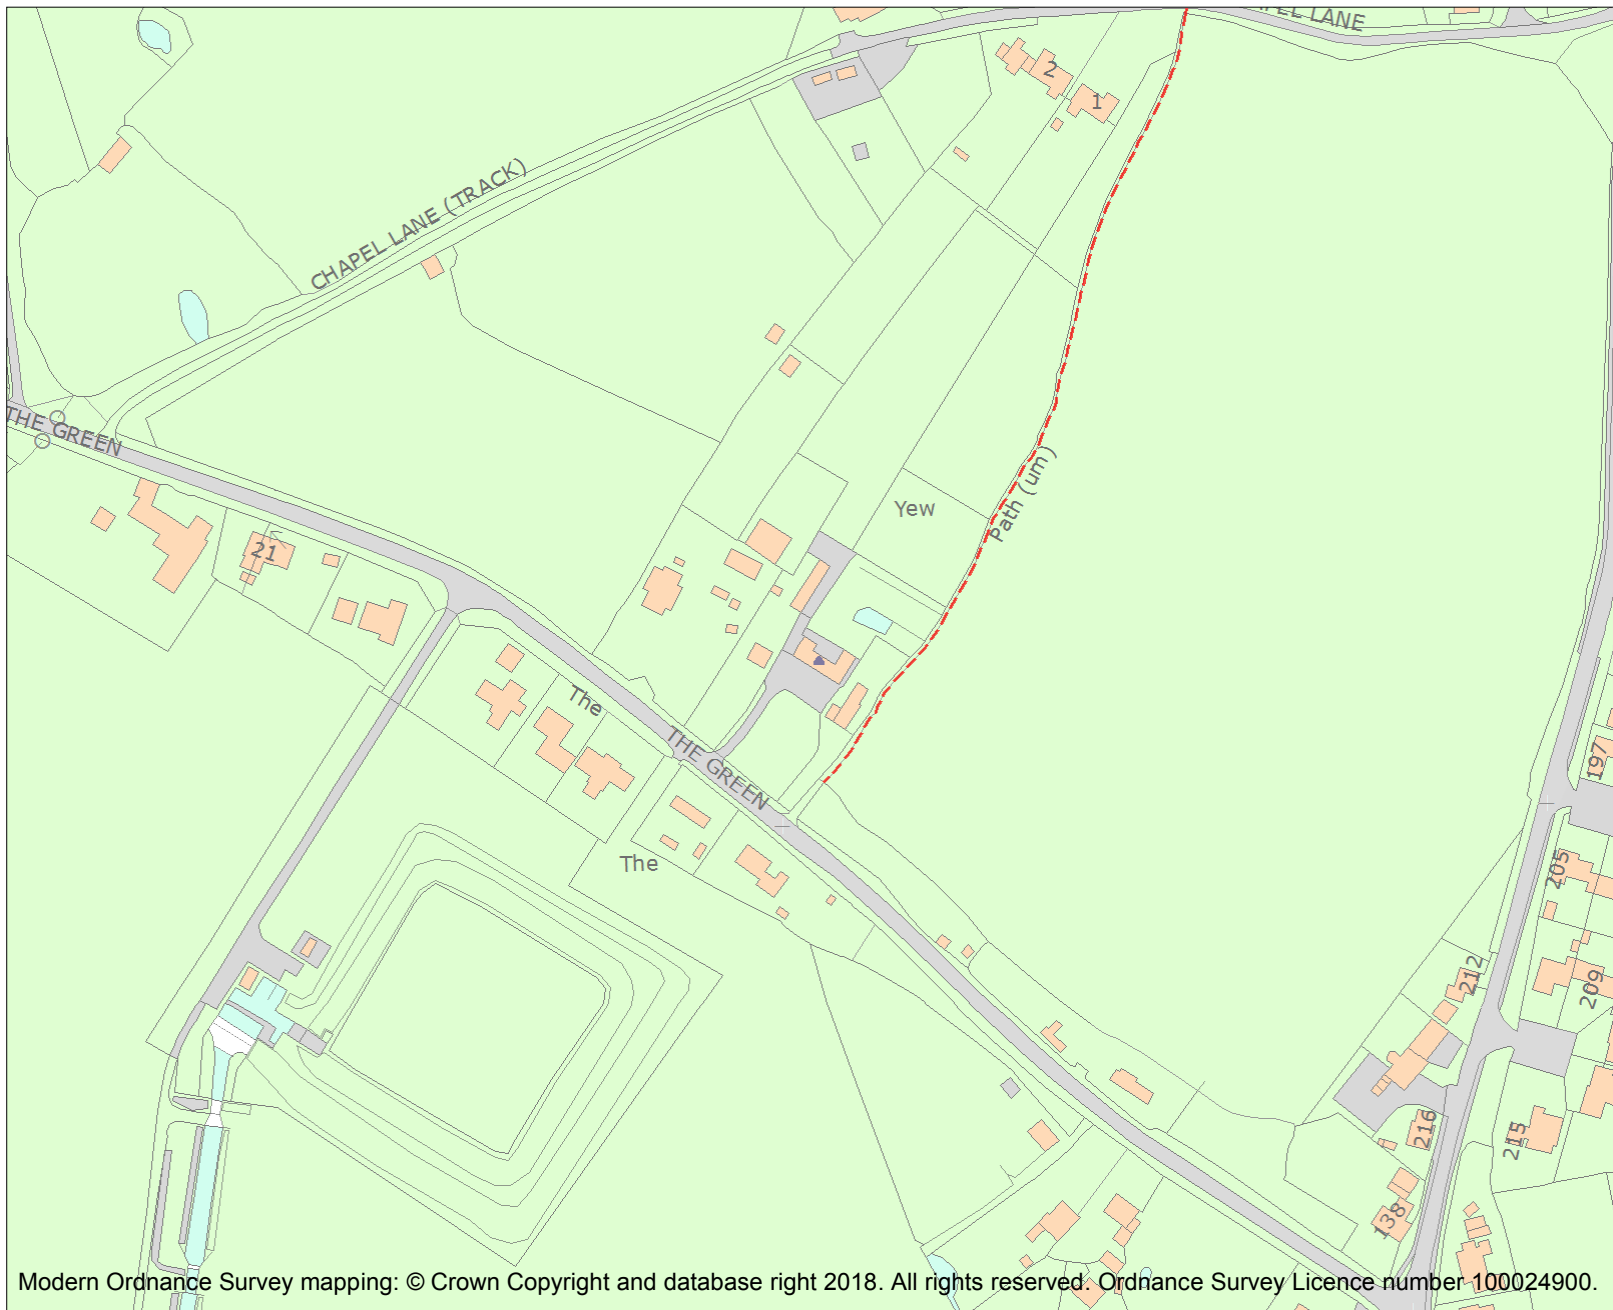 LANE
2
1
CHAPEL LANE (TRACK)
THE GREEN
Path (um)
Yew
21
The
THE GREEN
197
The
205
212
209
216
215
138
Modern Ordnance Survey mapping: © Crown Copyright and database right 2018. All rights reserved. Ordnance Survey Licence number 100024900.